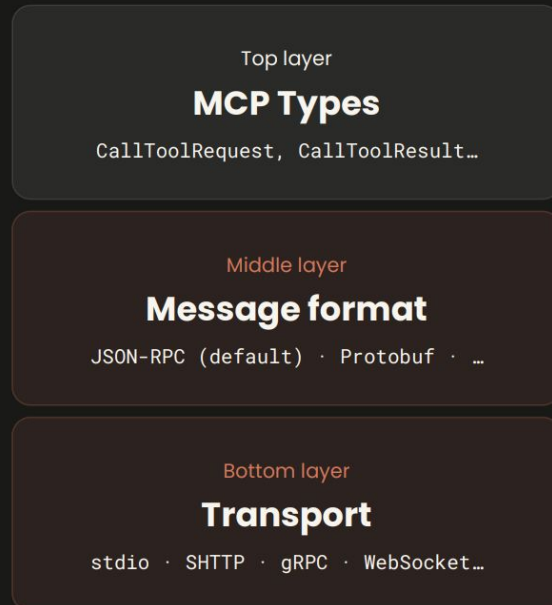 Top layer
MCP Types
CallToolRequest, CallToolResult…
Middle layer
Message format
JSON-RPC (default) · Protobuf · …
Bottom layer
Transport
stdio · SHTTP · gRPC · WebSocket…